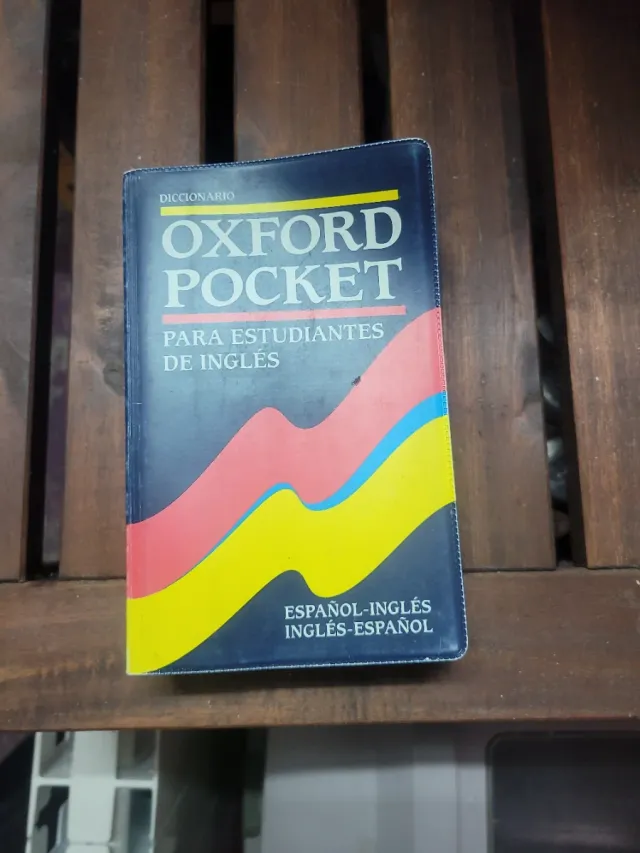 DICCIONARIO
OXFORD
POCKET
PARA ESTUDIANTES
DE INGLÉS
ESPAÑOL-INGLÉS
INGLÉS-ESPAÑOL